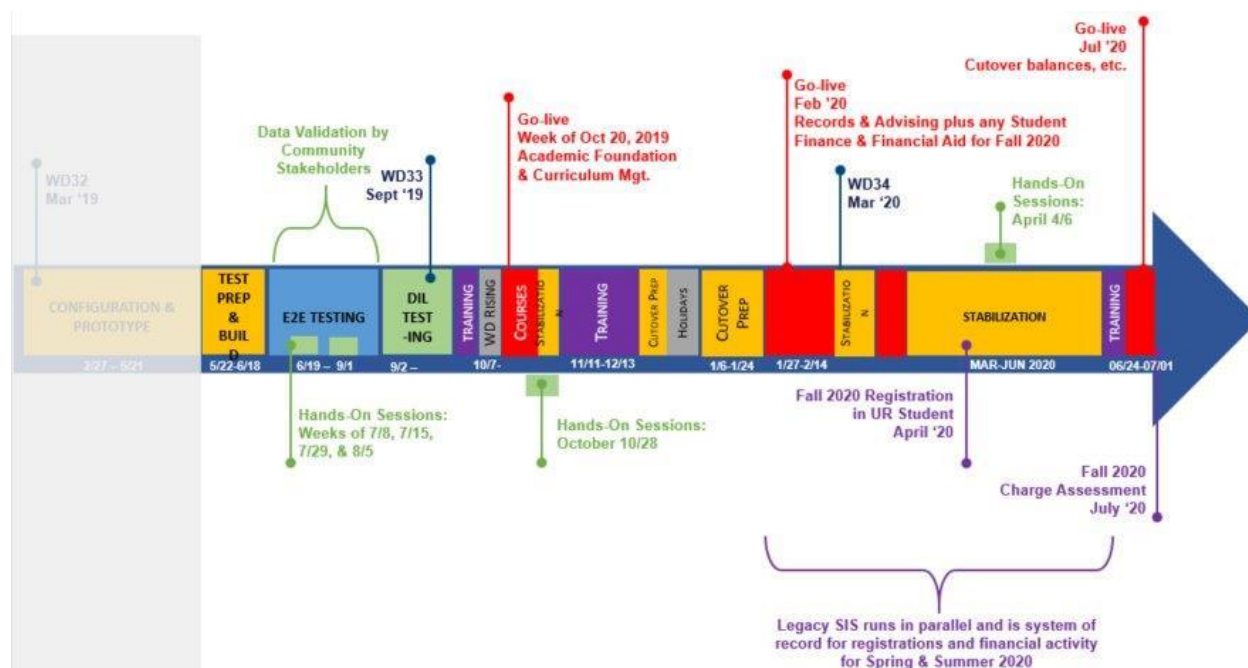 Go-live
Jul '20
Cutover balances, etc.
Go-live
Feb '20
Records & Advising plus any Student
Finance & Financial Aid for Fall 2020
Go-live
Week of Oct 20, 2019
Academic Foundation
& Curriculum Mgt.
Data Validation by
Community
Stakeholders
WD32
Mar '19
WD33
Sept '19
WD34
Mar '20
Hands-On
Sessions:
April 4/6
CONFIGURATION &
PROTOTYPE
TEST
PREP
&
BUIL
D
E2E TESTING
DIL
TEST
-ING
TRAINING
WD RISING
COURSES
STABILIZATIO
N
TRAINING
CUTOVER PREP
HOLIDAYS
CUTOVER
PREP
STABILIZATIO
N
STABILIZATION
TRAINING
2/27 – 5/21
5/22-6/18
6/19 – 9/1
9/2 –
10/7-
11/11-12/13
1/6-1/24
1/27-2/14
MAR-JUN 2020
06/24-07/01
Hands-On Sessions:
Weeks of 7/8, 7/15,
7/29, & 8/5
Hands-On Sessions:
October 10/28
Fall 2020 Registration
in UR Student
April '20
Fall 2020
Charge Assessment
July '20
Legacy SIS runs in parallel and is system of
record for registrations and financial activity
for Spring & Summer 2020